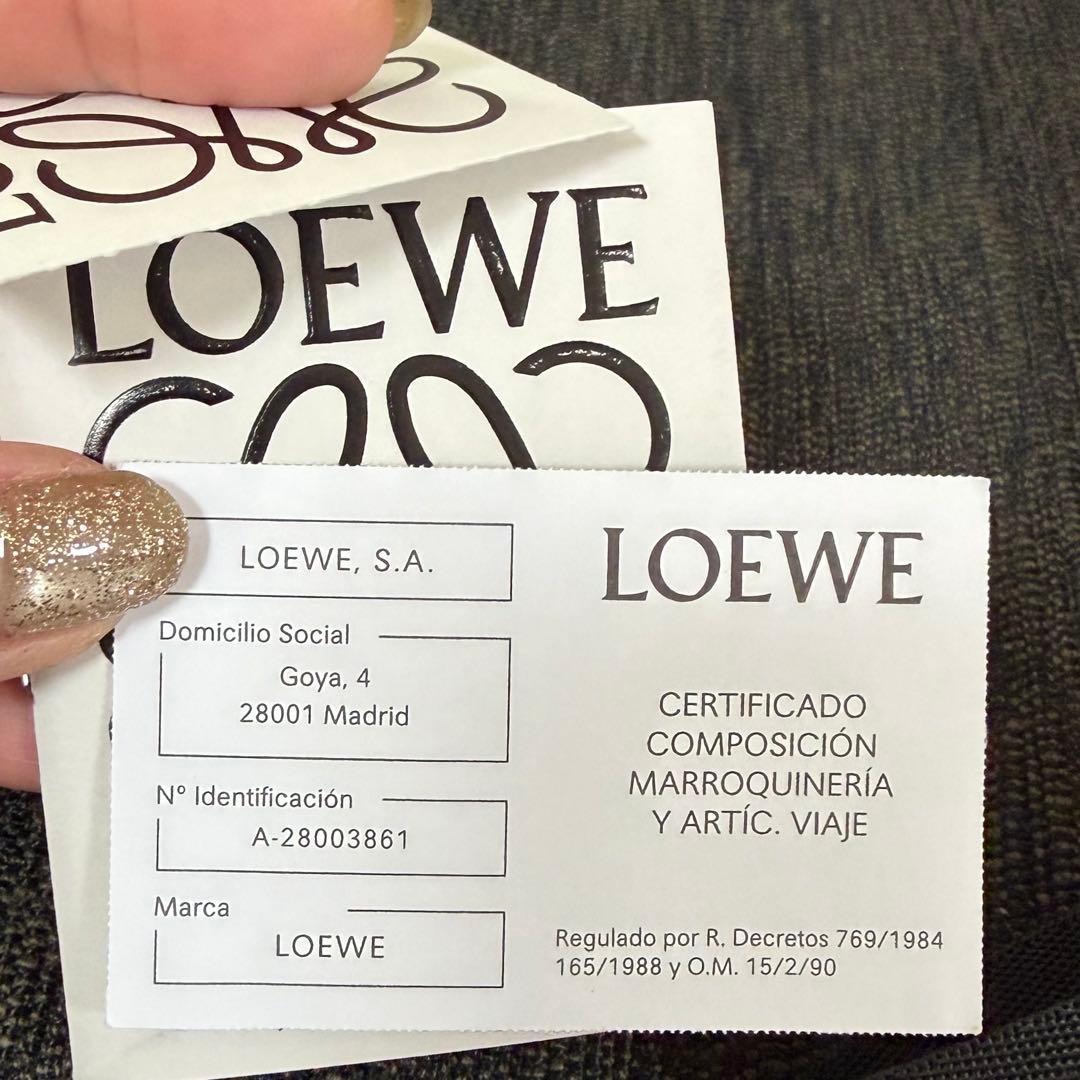 LOEWE
LOEWE, S.A.
Domicilio Social
Goya, 4
28001 Madrid
Nº Identificación
A-28003861
Marca
LOEWE
LOEWE
CERTIFICADO
COMPOSICIÓN
MARROQUINERÍA
Y ARTÍC. VIAJE
Regulado por R. Decretos 769/1984
165/1988 y O.M. 15/2/90